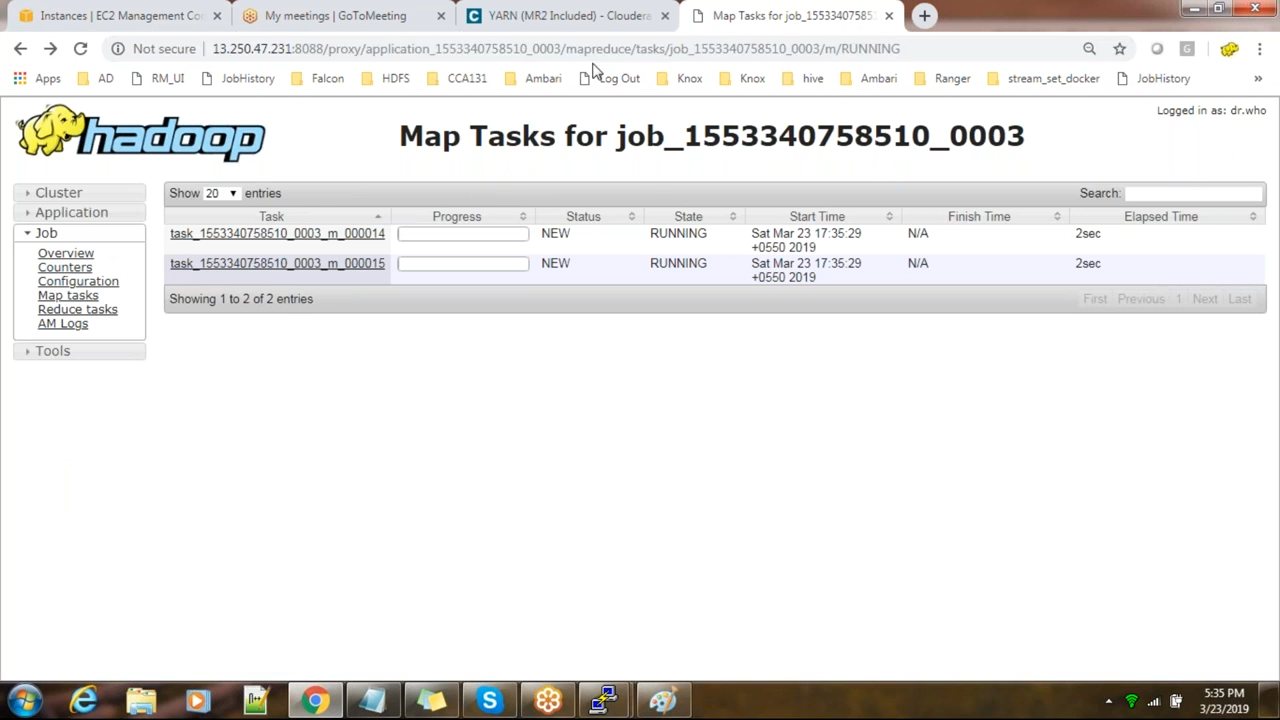 Instances | EC2 Management Con
My meetings | GoToMeeting
YARN (MR2 Included) - Cloudera
Map Tasks for job_15533407585
Not secure
13.250.47.231:8088/proxy/application_1553340758510_0003/mapreduce/tasks/job_1553340758510_0003/m/RUNNING
Apps
AD
RM_UI
JobHistory
Falcon
HDFS
CCA131
Ambari
Log Out
Knox
Knox
hive
Ambari
Ranger
stream_set_docker
JobHistory
»
Logged in as: dr.who
hadoop
Map Tasks for job_1553340758510_0003
Cluster
Application
Job
Overview
Counters
Configuration
Map tasks
Reduce tasks
AM Logs
Tools
Show 20 entries
Search:
Task Progress Status State Start Time Finish Time Elapsed Time
task_1553340758510_0003_m_000014 NEW RUNNING Sat Mar 23 17:35:29 N/A 2sec
+0550 2019
task_1553340758510_0003_m_000015 NEW RUNNING Sat Mar 23 17:35:29 N/A 2sec
+0550 2019
Showing 1 to 2 of 2 entries
First Previous 1 Next Last
5:35 PM
3/23/2019